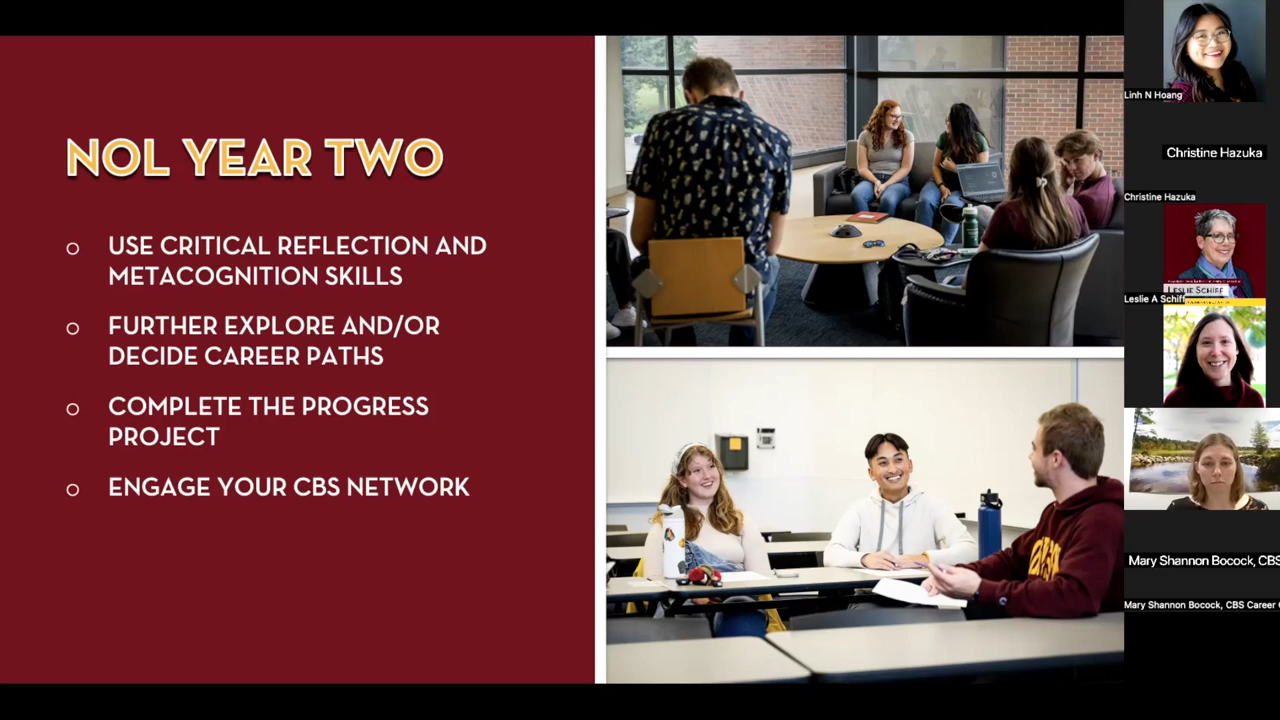 NOL YEAR TWO
USE CRITICAL REFLECTION AND
METACOGNITION SKILLS
FURTHER EXPLORE AND/OR
DECIDE CAREER PATHS
COMPLETE THE PROGRESS
PROJECT
ENGAGE YOUR CBS NETWORK
Linh N Hoang
Christine Hazuka
Christine Hazuka
LESLIE SCHIFF
Leslie A Schiff
Mary Shannon Bocock, CBS
Mary Shannon Bocock, CBS Career